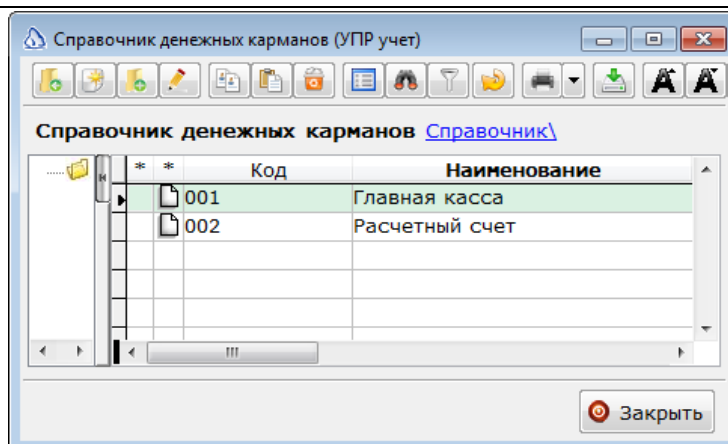 Справочник денежных карманов (УПР учет)
Справочник денежных карманов Справочник\
* * Код Наименование
001 Главная касса
002 Расчетный счет
Закрыть